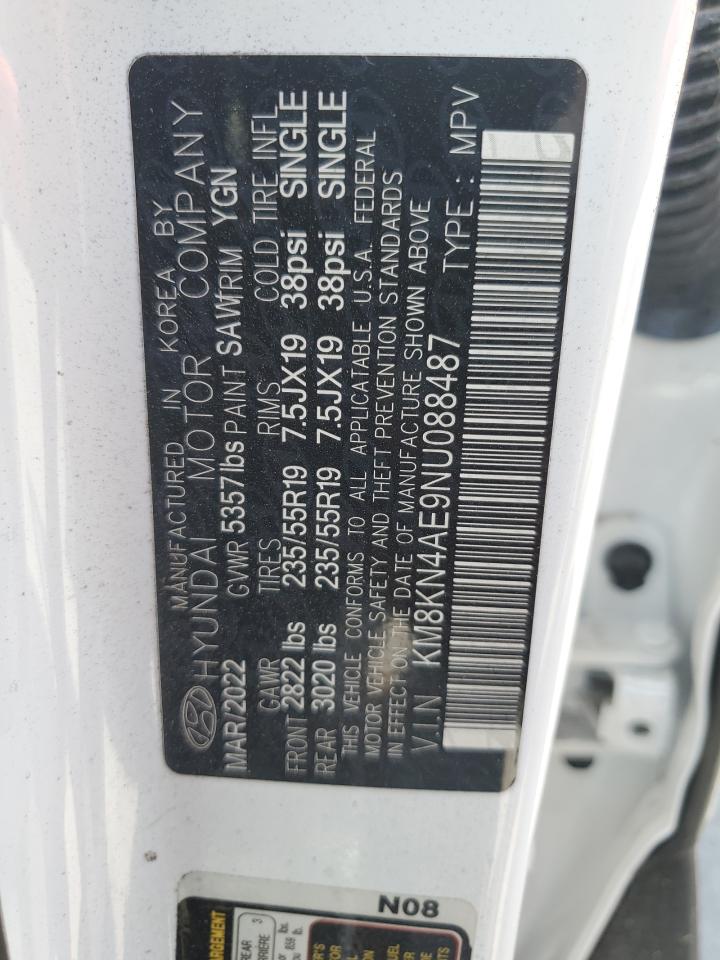 MANUFACTURED IN KOREA BY
HYUNDAI MOTOR COMPANY
MAR/2022 GVWR 5357lbs PAINT SAW TRIM YGN
GAWR TIRES RIMS COLD TIRE INFL
FRONT 2822 lbs 235/55R19 7.5JX19 38psi SINGLE
REAR 3020 lbs 235/55R19 7.5JX19 38psi SINGLE
THIS VEHICLE CONFORMS TO ALL APPLICATABLE U.S.A. FEDERAL
MOTOR VEHICLE SAFETY AND THEFT PREVENTION STANDARDS
IN EFFECT ON THE DATE OF MANUFACTURE SHOWN ABOVE
V.I.N KM8KN4AE9NU088487 TYPE : MPV
N08
REAR 3